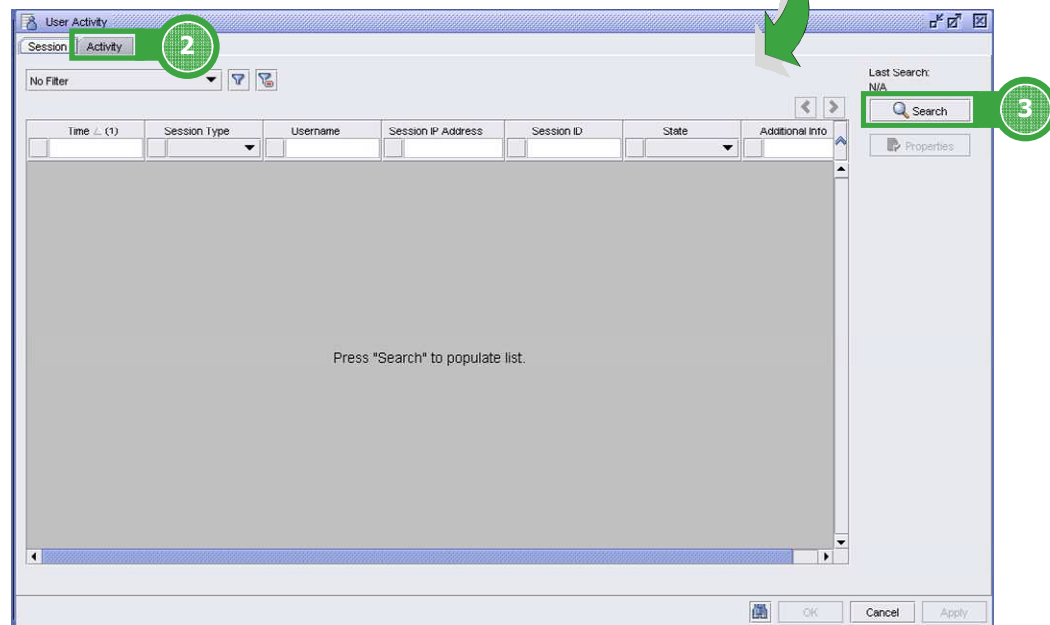 User Activity
Session Activity 2
No Filter
Last Search:
N/A
Search 3
Properties
Time (1) Session Type Username Session IP Address Session ID State Additional Info
Press "Search" to populate list.
OK Cancel Apply